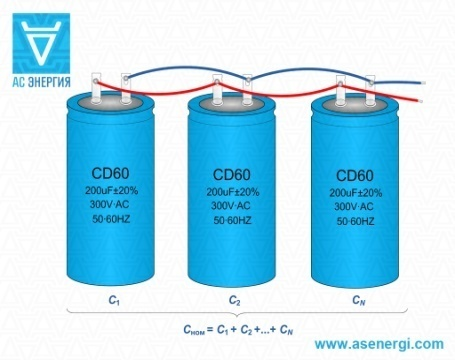 АС ЭНЕРГИЯ
CD60
200uF±20%
300V·AC
50·60HZ
CD60
200uF±20%
300V·AC
50·60HZ
CD60
200uF±20%
300V·AC
50·60HZ
C1
C2
CN
Cном = C1 + C2 +...+ CN
www.asenergi.com